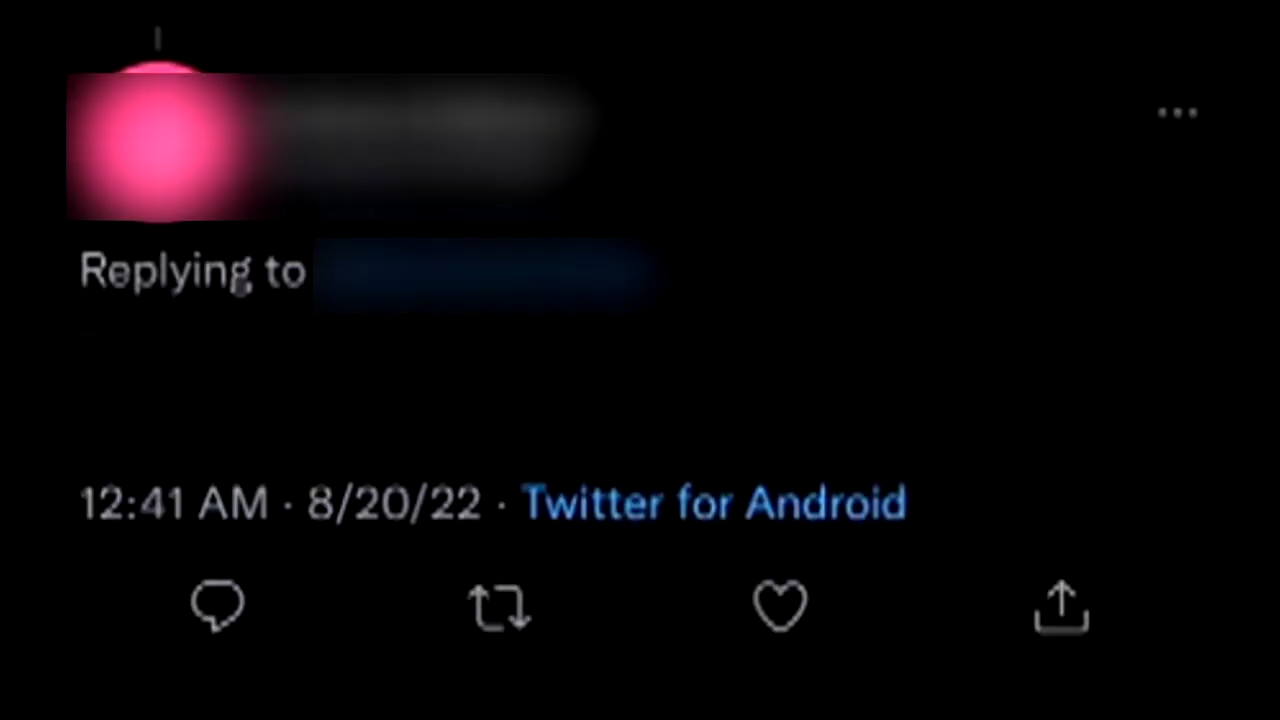 Replying to
12:41 AM · 8/20/22 · Twitter for Android